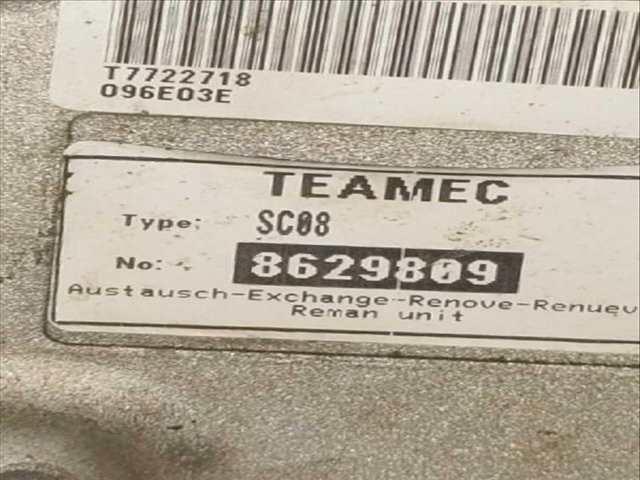 T7722718
096E03E
TEAMEC
Type: SC08
No: 8629809
Austausch-Exchange-Renove-Renuev
Reman unit